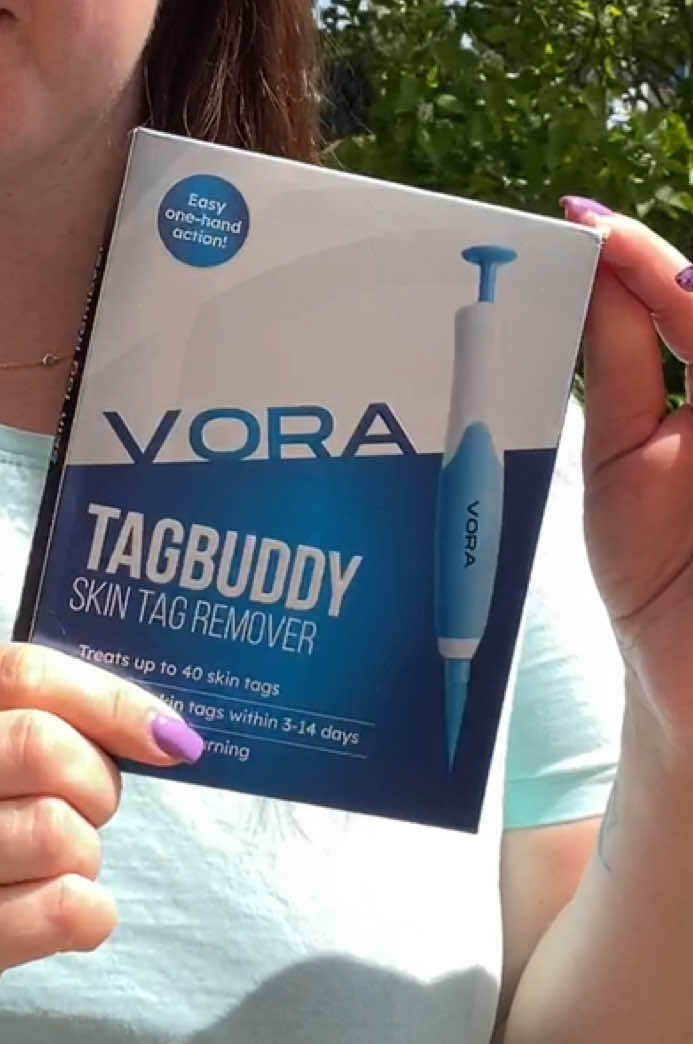 Easy
one-hand
action!
VORA
VORA
TAGBUDDY
SKIN TAG REMOVER
Treats up to 40 skin tags
tags within 3-14 days